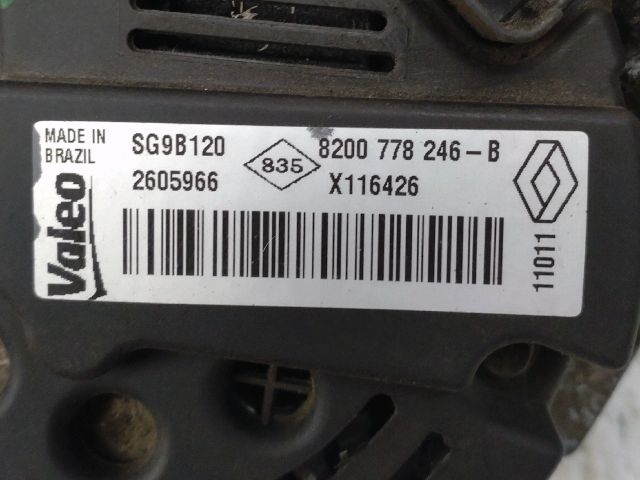 MADE IN
BRAZIL
Valeo
SG9B120
2605966
835
8200 778 246-B
X116426
11011